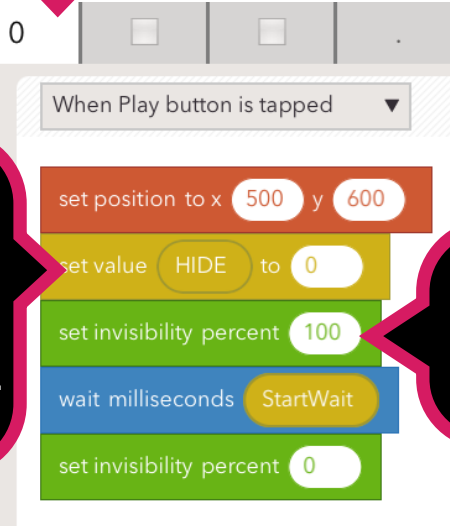 0
.
When Play button is tapped ▼
set position to x 500 y 600
set value HIDE to 0
set invisibility percent 100
wait milliseconds StartWait
set invisibility percent 0